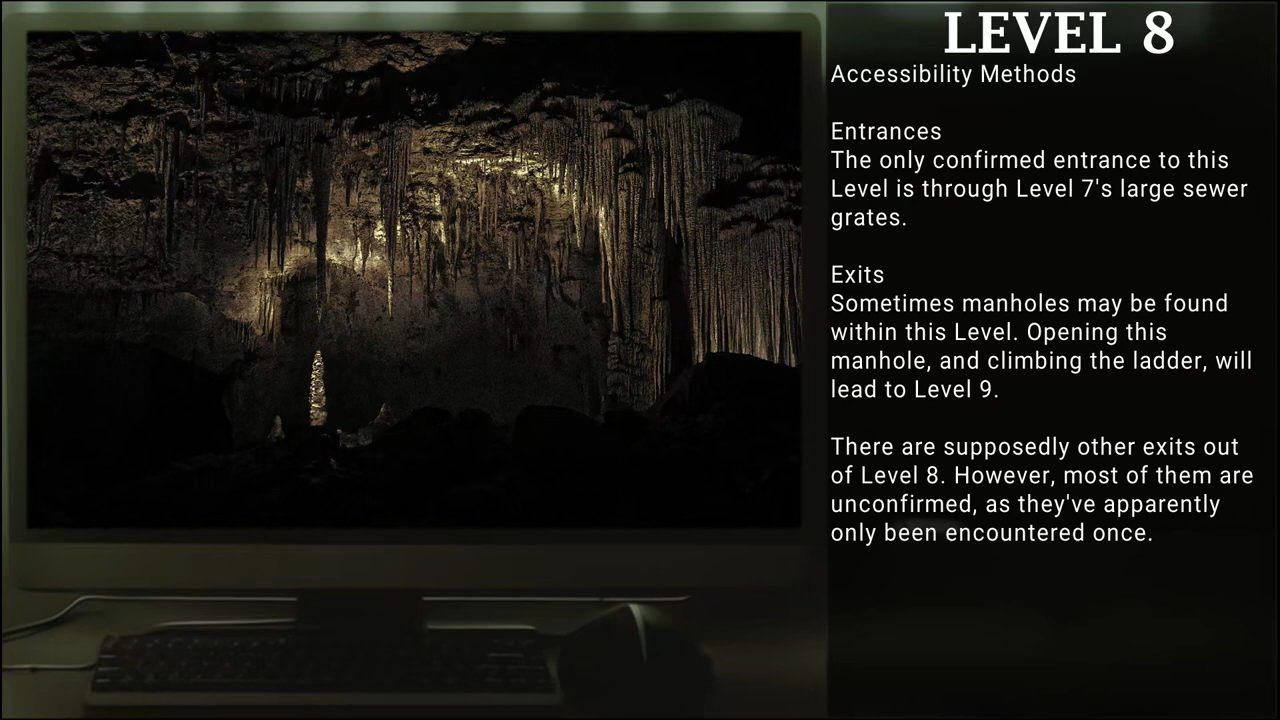 LEVEL 8
Accessibility Methods
Entrances
The only confirmed entrance to this
Level is through Level 7's large sewer
grates.
Exits
Sometimes manholes may be found
within this Level. Opening this
manhole, and climbing the ladder, will
lead to Level 9.
There are supposedly other exits out
of Level 8. However, most of them are
unconfirmed, as they've apparently
only been encountered once.